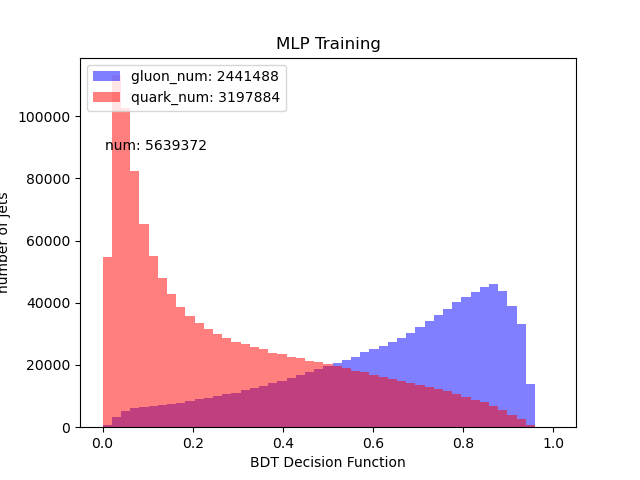 MLP Training
gluon_num: 2441488
quark_num: 3197884
num: 5639372
number of jets
100000
80000
60000
40000
20000
0
0.0 0.2 0.4 0.6 0.8 1.0
BDT Decision Function